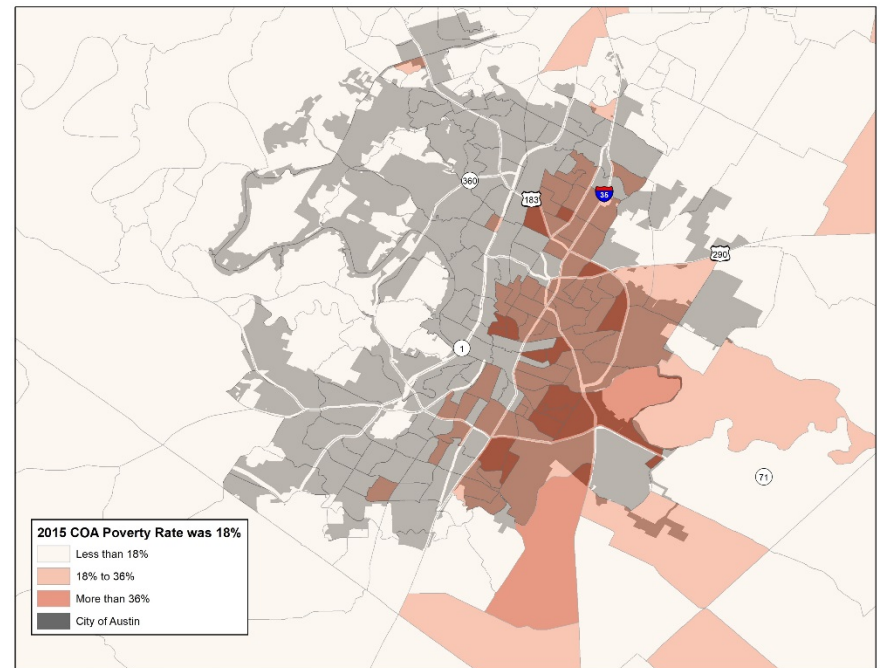 360
183
35
290
1
71
2015 COA Poverty Rate was 18%
Less than 18%
18% to 36%
More than 36%
City of Austin